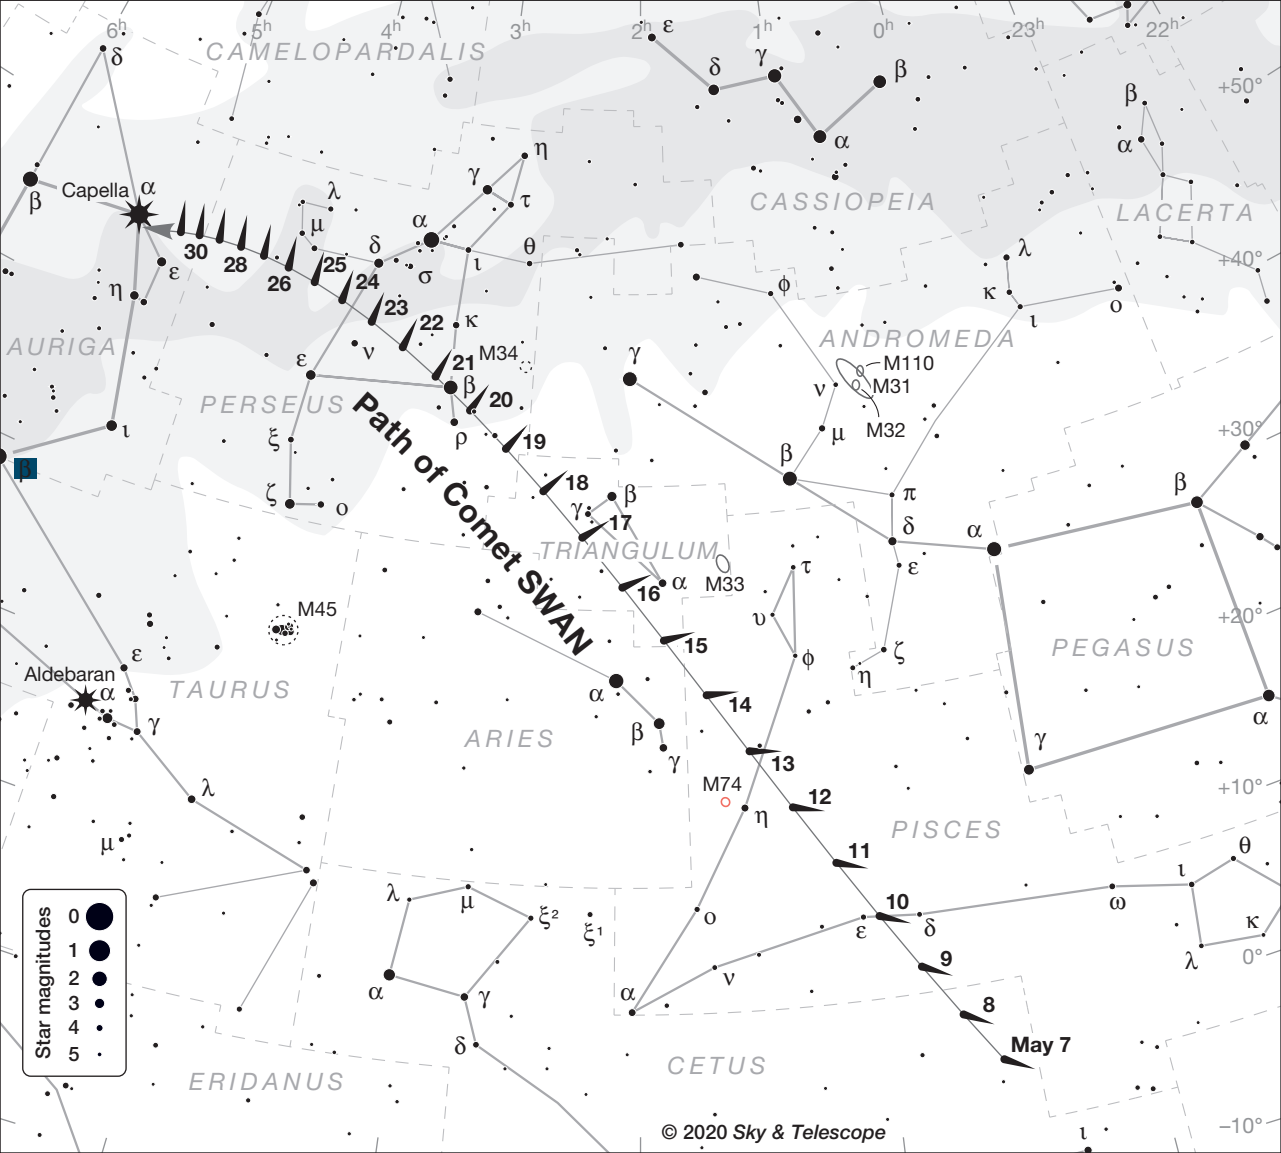 6h 5h 4h 3h 2h 1h 0h 23h 22h
CAMELOPARDALIS
ε
δ γ β
δ
+50°
β
α
α
η
CASSIOPEIA
LACERTA
Capella α
β
λ
γ
τ
μ
α
δ
θ
ι
σ
30 28 26 25 24 23 22 21 20 19 18 17 16 15 14 13 12 11 10 9 8 May 7
λ
+40°
ε
η
φ
κ
ι
ο
κ
ν
AURIGA
ANDROMEDA
M34
ε
β
γ
M110
M31
M32
ν
μ
PERSEUS
Path of Comet SWAN
ι
ξ
ρ
+30°
β
β
β
ζ
ο
β
γ
π
δ
α
TRIANGULUM
α
M33
ε
τ
υ
φ
ζ
η
M45
+20°
PEGASUS
ε
Aldebaran α
TAURUS
γ
α
β
γ
ARIES
α
γ
λ
M74
η
+10°
PISCES
μ
θ
ι
κ
λ
ω
λ
μ
ξ2
ξ1
ο
ε
δ
0°
α
γ
ν
α
δ
Star magnitudes
0
1
2
3
4
5
ERIDANUS
CETUS
© 2020 Sky & Telescope
−10°
ι